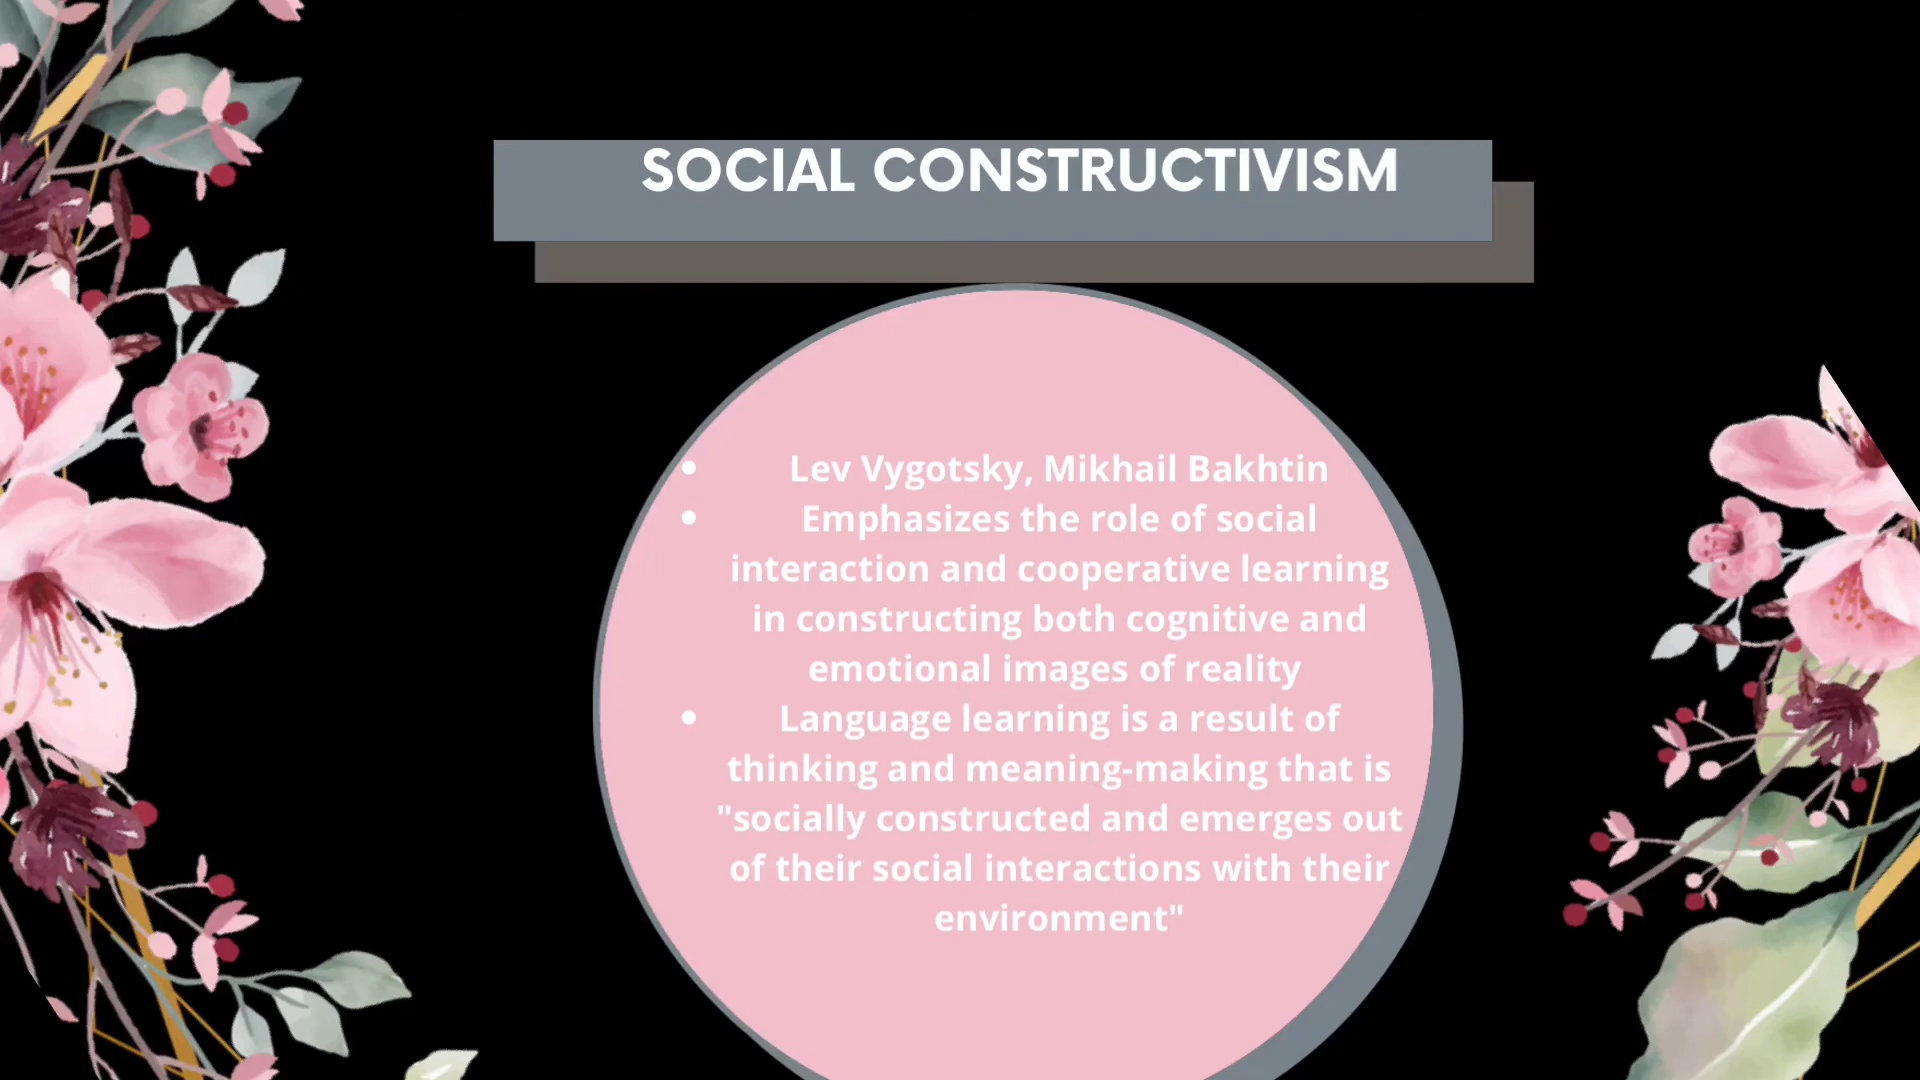 SOCIAL CONSTRUCTIVISM
• Lev Vygotsky, Mikhail Bakhtin
• Emphasizes the role of social
interaction and cooperative learning
in constructing both cognitive and
emotional images of reality
• Language learning is a result of
thinking and meaning-making that is
"socially constructed and emerges out
of their social interactions with their
environment"